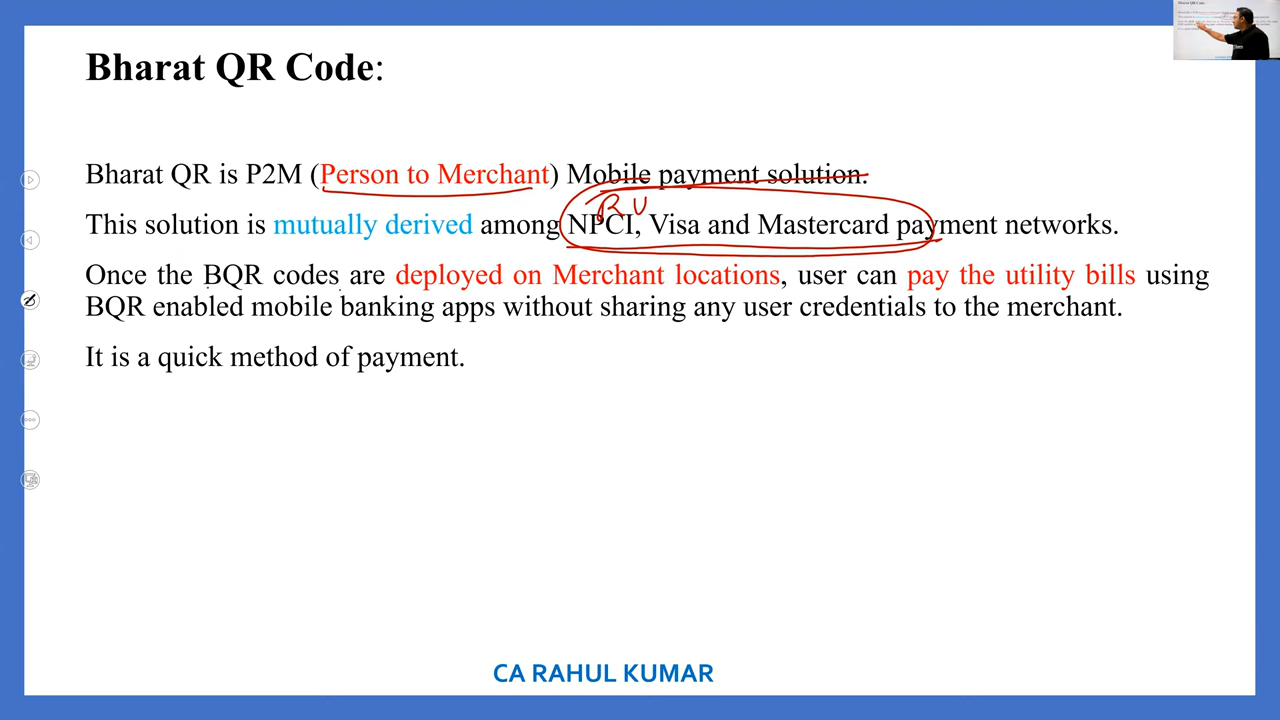 Bharat QR Code:
Bharat QR is P2M (Person to Merchant) Mobile payment solution.
R U
This solution is mutually derived among NPCI, Visa and Mastercard payment networks.
Once the BQR codes are deployed on Merchant locations, user can pay the utility bills using
BQR enabled mobile banking apps without sharing any user credentials to the merchant.
It is a quick method of payment.
CA RAHUL KUMAR